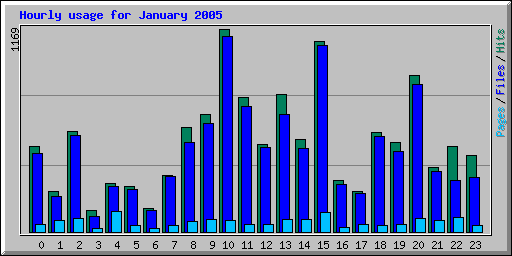 Hourly usage for January 2005
1169
Pages/Files/Hits
0 1 2 3 4 5 6 7 8 9 10 11 12 13 14 15 16 17 18 19 20 21 22 23